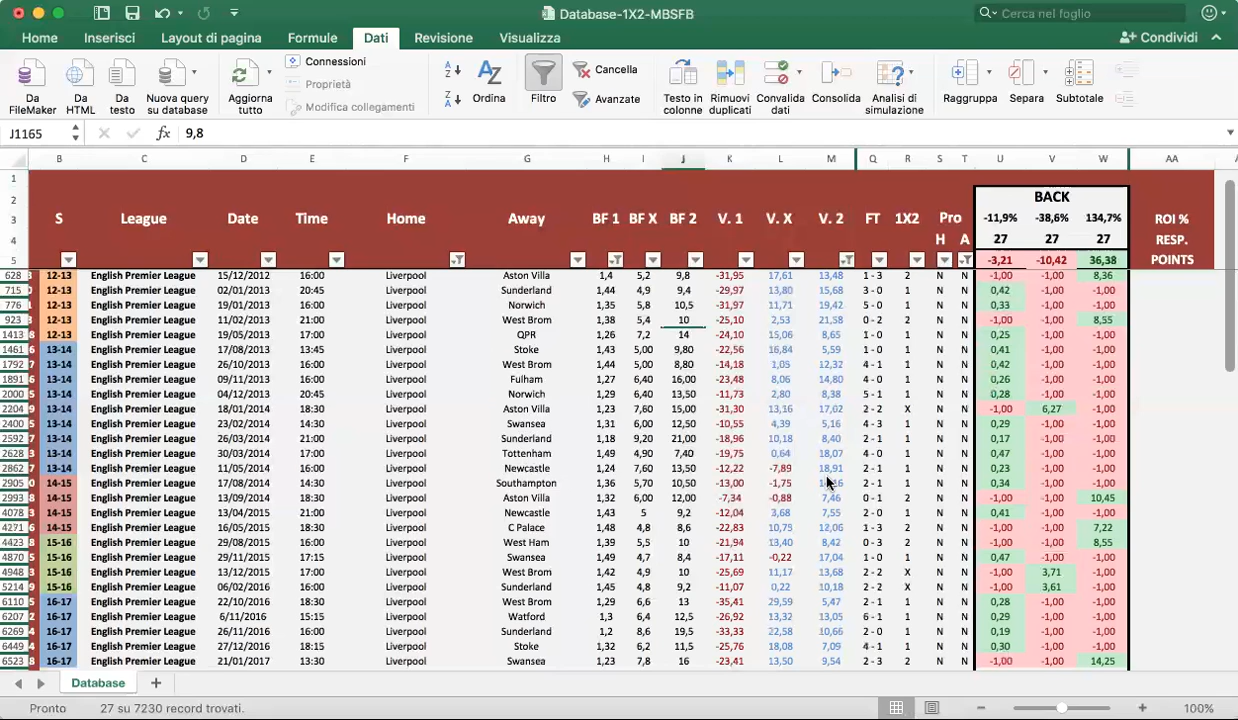 Database-1X2-MBSFB
Cerca nel foglio
Home Inserisci Layout di pagina Formule Dati Revisione Visualizza Condividi
Da FileMaker Da HTML Da testo Nuova query su database Aggiorna tutto Connessioni Proprietà Modifica collegamenti Ordina Filtro Cancella Avanzate Testo in colonne Rimuovi duplicati Convalida dati Consolida Analisi di simulazione Raggruppa Separa Subtotale
J1165 fx 9,8
B C D E F G H I J K L M Q R S T U V W AA
1
2 BACK
3 S League Date Time Home Away BF 1 BF X BF 2 V. 1 V. X V. 2 FT 1X2 Pro -11,9% -38,6% 134,7% ROI %
4 H A 27 27 27 RESP.
5 -3,21 -10,42 36,38 POINTS
628 12-13 English Premier League 15/12/2012 16:00 Liverpool Aston Villa 1,4 5,2 9,8 -31,95 17,61 13,48 1 - 3 2 N N -1,00 -1,00 8,36
715 12-13 English Premier League 02/01/2013 20:45 Liverpool Sunderland 1,44 4,9 9,4 -29,97 13,80 15,68 3 - 0 1 N N 0,42 -1,00 -1,00
776 12-13 English Premier League 19/01/2013 16:00 Liverpool Norwich 1,35 5,8 10,5 -31,97 11,71 19,42 5 - 0 1 N N 0,33 -1,00 -1,00
923 12-13 English Premier League 11/02/2013 21:00 Liverpool West Brom 1,38 5,4 10 -25,10 2,53 21,58 0 - 2 2 N N -1,00 -1,00 8,55
1413 12-13 English Premier League 19/05/2013 17:00 Liverpool QPR 1,26 7,2 14 -24,10 15,06 8,65 1 - 0 1 N N 0,25 -1,00 -1,00
1461 13-14 English Premier League 17/08/2013 13:45 Liverpool Stoke 1,43 5,00 9,80 -22,56 16,84 5,59 1 - 0 1 N N 0,41 -1,00 -1,00
1792 13-14 English Premier League 26/10/2013 16:00 Liverpool West Brom 1,44 5,00 8,80 -14,18 1,05 12,32 4 - 1 1 N N 0,42 -1,00 -1,00
1891 13-14 English Premier League 09/11/2013 16:00 Liverpool Fulham 1,27 6,40 16,00 -23,48 8,06 14,80 4 - 0 1 N N 0,26 -1,00 -1,00
2000 13-14 English Premier League 04/12/2013 20:45 Liverpool Norwich 1,29 6,40 13,50 -11,73 2,80 8,38 5 - 1 1 N N 0,28 -1,00 -1,00
2204 13-14 English Premier League 18/01/2014 18:30 Liverpool Aston Villa 1,23 7,60 15,00 -31,30 13,16 17,02 2 - 2 X N N -1,00 6,27 -1,00
2456 13-14 English Premier League 23/02/2014 14:30 Liverpool Swansea 1,31 6,00 12,50 -10,55 4,39 5,16 4 - 3 1 N N 0,29 -1,00 -1,00
2592 13-14 English Premier League 26/03/2014 21:00 Liverpool Sunderland 1,18 9,20 21,00 -18,96 10,18 8,40 2 - 1 1 N N 0,17 -1,00 -1,00
2628 13-14 English Premier League 30/03/2014 17:00 Liverpool Tottenham 1,49 4,90 7,40 -19,75 0,64 18,07 4 - 0 1 N N 0,47 -1,00 -1,00
2862 13-14 English Premier League 11/05/2014 16:00 Liverpool Newcastle 1,24 7,60 13,50 -12,22 -7,89 18,91 2 - 1 1 N N 0,23 -1,00 -1,00
2905 14-15 English Premier League 17/08/2014 14:30 Liverpool Southampton 1,36 5,70 10,50 -13,00 -1,75 2 - 1 1 N N 0,34 -1,00 -1,00
2993 14-15 English Premier League 13/09/2014 18:30 Liverpool Aston Villa 1,32 6,00 12,00 -7,34 -0,88 7,46 0 - 1 2 N N -1,00 -1,00 10,45
4078 14-15 English Premier League 13/04/2015 21:00 Liverpool Newcastle 1,43 5 9,2 -12,04 3,68 7,55 2 - 0 1 N N 0,41 -1,00 -1,00
4271 14-15 English Premier League 16/05/2015 18:30 Liverpool C Palace 1,48 4,8 8,6 -22,83 10,75 12,06 1 - 3 2 N N -1,00 -1,00 7,22
4423 15-16 English Premier League 29/08/2015 16:00 Liverpool West Ham 1,39 5,5 10 -21,94 13,40 8,42 0 - 3 2 N N -1,00 -1,00 8,55
4870 15-16 English Premier League 29/11/2015 17:15 Liverpool Swansea 1,49 4,7 8,4 -17,11 -0,22 17,04 1 - 0 1 N N 0,47 -1,00 -1,00
4948 15-16 English Premier League 13/12/2015 17:00 Liverpool West Brom 1,42 4,9 10 -25,69 11,17 13,68 2 - 2 X N N -1,00 3,71 -1,00
5214 15-16 English Premier League 06/02/2016 16:00 Liverpool Sunderland 1,45 4,8 9,2 -11,07 0,22 10,18 2 - 2 X N N -1,00 3,61 -1,00
6110 16-17 English Premier League 22/10/2016 18:30 Liverpool West Brom 1,29 6,6 13 -35,41 29,59 5,47 2 - 1 1 N N 0,28 -1,00 -1,00
6207 16-17 English Premier League 6/11/2016 15:15 Liverpool Watford 1,3 6,4 12,5 -26,92 13,32 13,05 6 - 1 1 N N 0,29 -1,00 -1,00
6269 16-17 English Premier League 26/11/2016 16:00 Liverpool Sunderland 1,2 8,6 19,5 -33,33 22,58 10,66 2 - 0 1 N N 0,19 -1,00 -1,00
6449 16-17 English Premier League 27/12/2016 18:15 Liverpool Stoke 1,32 6,2 11,5 -25,76 18,08 7,09 4 - 1 1 N N 0,30 -1,00 -1,00
6523 16-17 English Premier League 21/01/2017 13:30 Liverpool Swansea 1,23 7,8 16 -23,41 13,50 9,54 2 - 3 2 N N -1,00 -1,00 14,25
Database
Pronto 27 su 7230 record trovati. 100%